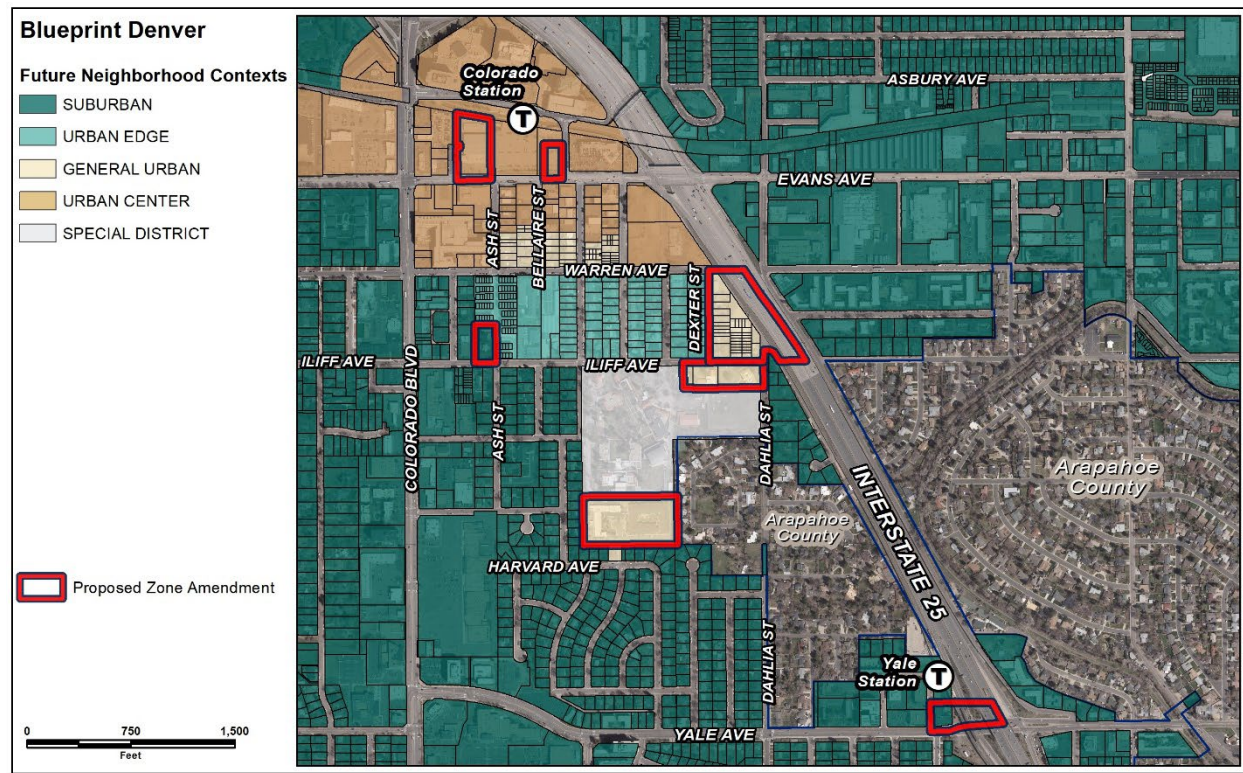 Blueprint Denver
Future Neighborhood Contexts
SUBURBAN
URBAN EDGE
GENERAL URBAN
URBAN CENTER
SPECIAL DISTRICT
Proposed Zone Amendment
0 750 1,500
Feet
Colorado
Station
T
ASBURY AVE
EVANS AVE
ASH ST
BELLAIRE ST
WARREN AVE
DEXTER ST
ILIFF AVE
ILIFF AVE
COLORADO BLVD
ASH ST
DAHLIA ST
INTERSTATE 25
Arapahoe
County
Arapahoe
County
HARVARD AVE
DAHLIA ST
Yale
Station
T
YALE AVE